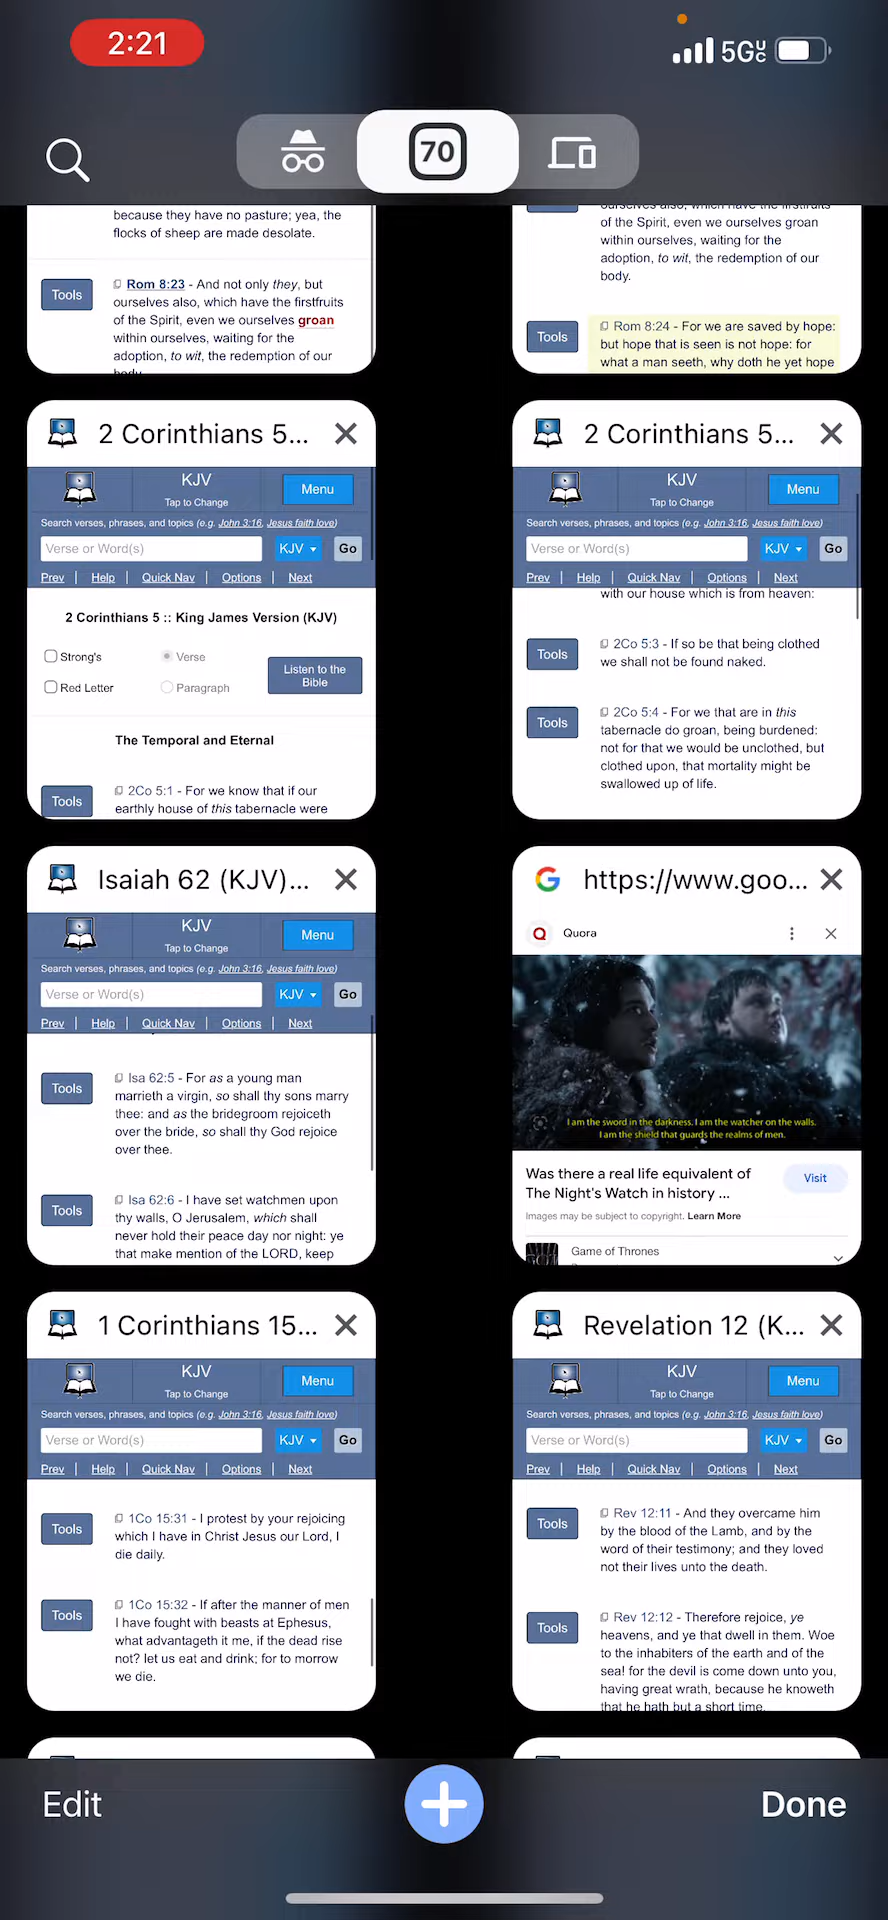 2:21
5G UC
70
because they have no pasture; yea, the
flocks of sheep are made desolate.
Tools
Rom 8:23 - And not only they, but
ourselves also, which have the firstfruits
of the Spirit, even we ourselves groan
within ourselves, waiting for the
adoption, to wit, the redemption of our
body.
ourselves also, which have the firstfruits
of the Spirit, even we ourselves groan
within ourselves, waiting for the
adoption, to wit, the redemption of our
body.
Tools
Rom 8:24 - For we are saved by hope:
but hope that is seen is not hope: for
what a man seeth, why doth he yet hope
2 Corinthians 5...
KJV
Tap to Change
Menu
Search verses, phrases, and topics (e.g. John 3:16, Jesus faith love)
Verse or Word(s)
KJV
Go
Prev | Help | Quick Nav | Options | Next
2 Corinthians 5 :: King James Version (KJV)
Strong's
Verse
Red Letter
Paragraph
Listen to the
Bible
The Temporal and Eternal
Tools
2Co 5:1 - For we know that if our
earthly house of this tabernacle were
2 Corinthians 5...
KJV
Tap to Change
Menu
Search verses, phrases, and topics (e.g. John 3:16, Jesus faith love)
Verse or Word(s)
KJV
Go
Prev | Help | Quick Nav | Options | Next
with our house which is from heaven:
Tools
2Co 5:3 - If so be that being clothed
we shall not be found naked.
Tools
2Co 5:4 - For we that are in this
tabernacle do groan, being burdened:
not for that we would be unclothed, but
clothed upon, that mortality might be
swallowed up of life.
Isaiah 62 (KJV)...
KJV
Tap to Change
Menu
Search verses, phrases, and topics (e.g. John 3:16, Jesus faith love)
Verse or Word(s)
KJV
Go
Prev | Help | Quick Nav | Options | Next
Tools
Isa 62:5 - For as a young man
marrieth a virgin, so shall thy sons marry
thee: and as the bridegroom rejoiceth
over the bride, so shall thy God rejoice
over thee.
Tools
Isa 62:6 - I have set watchmen upon
thy walls, O Jerusalem, which shall
never hold their peace day nor night: ye
that make mention of the LORD, keep
https://www.goo...
Quora
I am the sword in the darkness. I am the watcher on the walls.
I am the shield that guards the realms of men.
Was there a real life equivalent of
The Night's Watch in history ...
Visit
Images may be subject to copyright. Learn More
Game of Thrones
1 Corinthians 15...
KJV
Tap to Change
Menu
Search verses, phrases, and topics (e.g. John 3:16, Jesus faith love)
Verse or Word(s)
KJV
Go
Prev | Help | Quick Nav | Options | Next
Tools
1Co 15:31 - I protest by your rejoicing
which I have in Christ Jesus our Lord, I
die daily.
Tools
1Co 15:32 - If after the manner of men
I have fought with beasts at Ephesus,
what advantageth it me, if the dead rise
not? let us eat and drink; for to morrow
we die.
Revelation 12 (K...
KJV
Tap to Change
Menu
Search verses, phrases, and topics (e.g. John 3:16, Jesus faith love)
Verse or Word(s)
KJV
Go
Prev | Help | Quick Nav | Options | Next
Tools
Rev 12:11 - And they overcame him
by the blood of the Lamb, and by the
word of their testimony; and they loved
not their lives unto the death.
Tools
Rev 12:12 - Therefore rejoice, ye
heavens, and ye that dwell in them. Woe
to the inhabiters of the earth and of the
sea! for the devil is come down unto you,
having great wrath, because he knoweth
that he hath but a short time.
Edit
Done